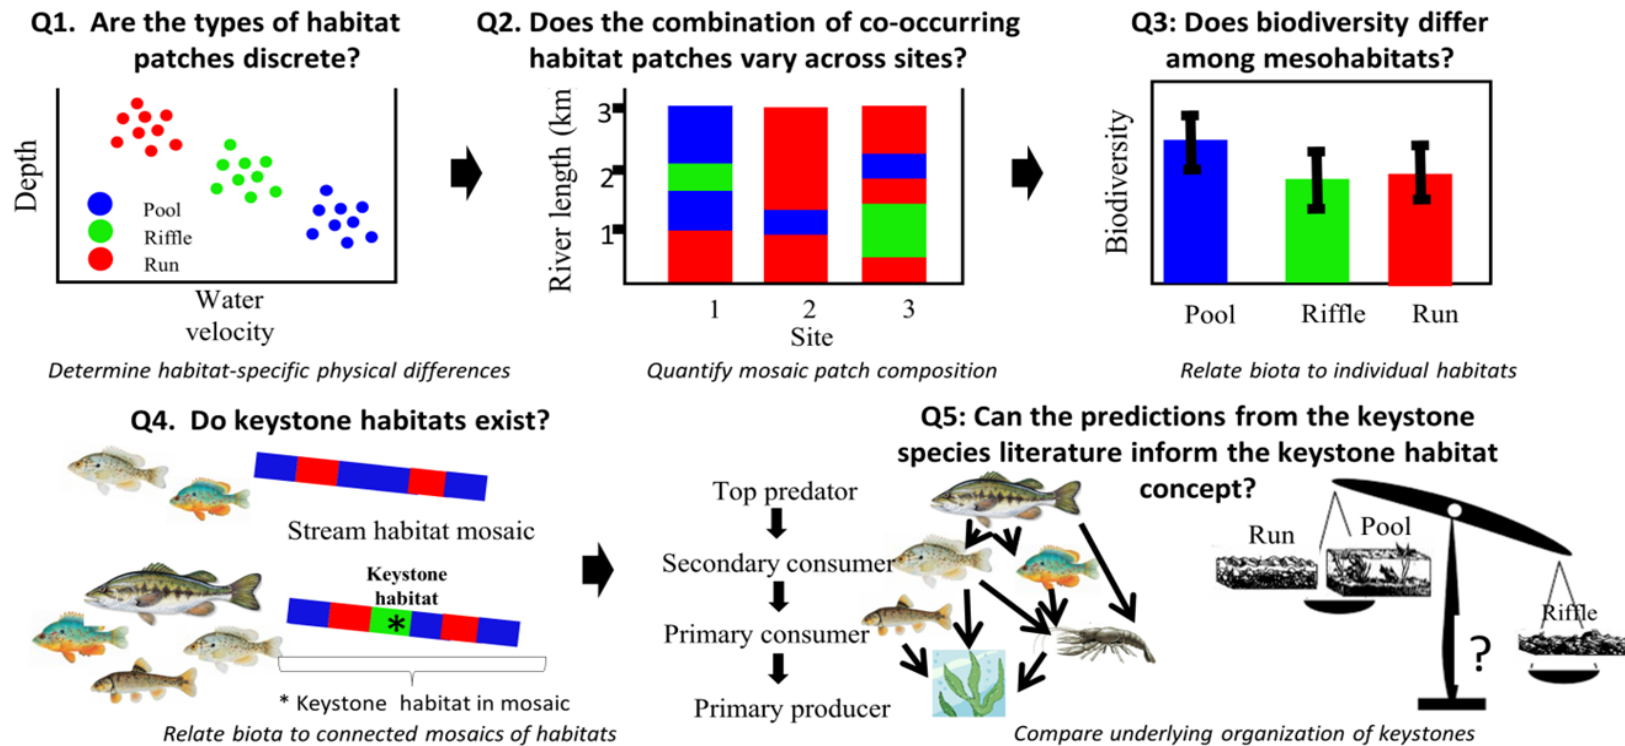 Q1. Are the types of habitat
patches discrete?
Depth
Pool
Riffle
Run
Water
velocity
Determine habitat-specific physical differences
Q2. Does the combination of co-occurring
habitat patches vary across sites?
River length (km
3
2
1
1 2 3
Site
Quantify mosaic patch composition
Q3: Does biodiversity differ
among mesohabitats?
Biodiversity
Pool Riffle Run
Relate biota to individual habitats
Q4. Do keystone habitats exist?
Stream habitat mosaic
Keystone
habitat
*
* Keystone habitat in mosaic
Relate biota to connected mosaics of habitats
Q5: Can the predictions from the keystone
species literature inform the keystone habitat
concept?
Top predator
Secondary consumer
Primary consumer
Primary producer
Run
Pool
Riffle
?
Compare underlying organization of keystones